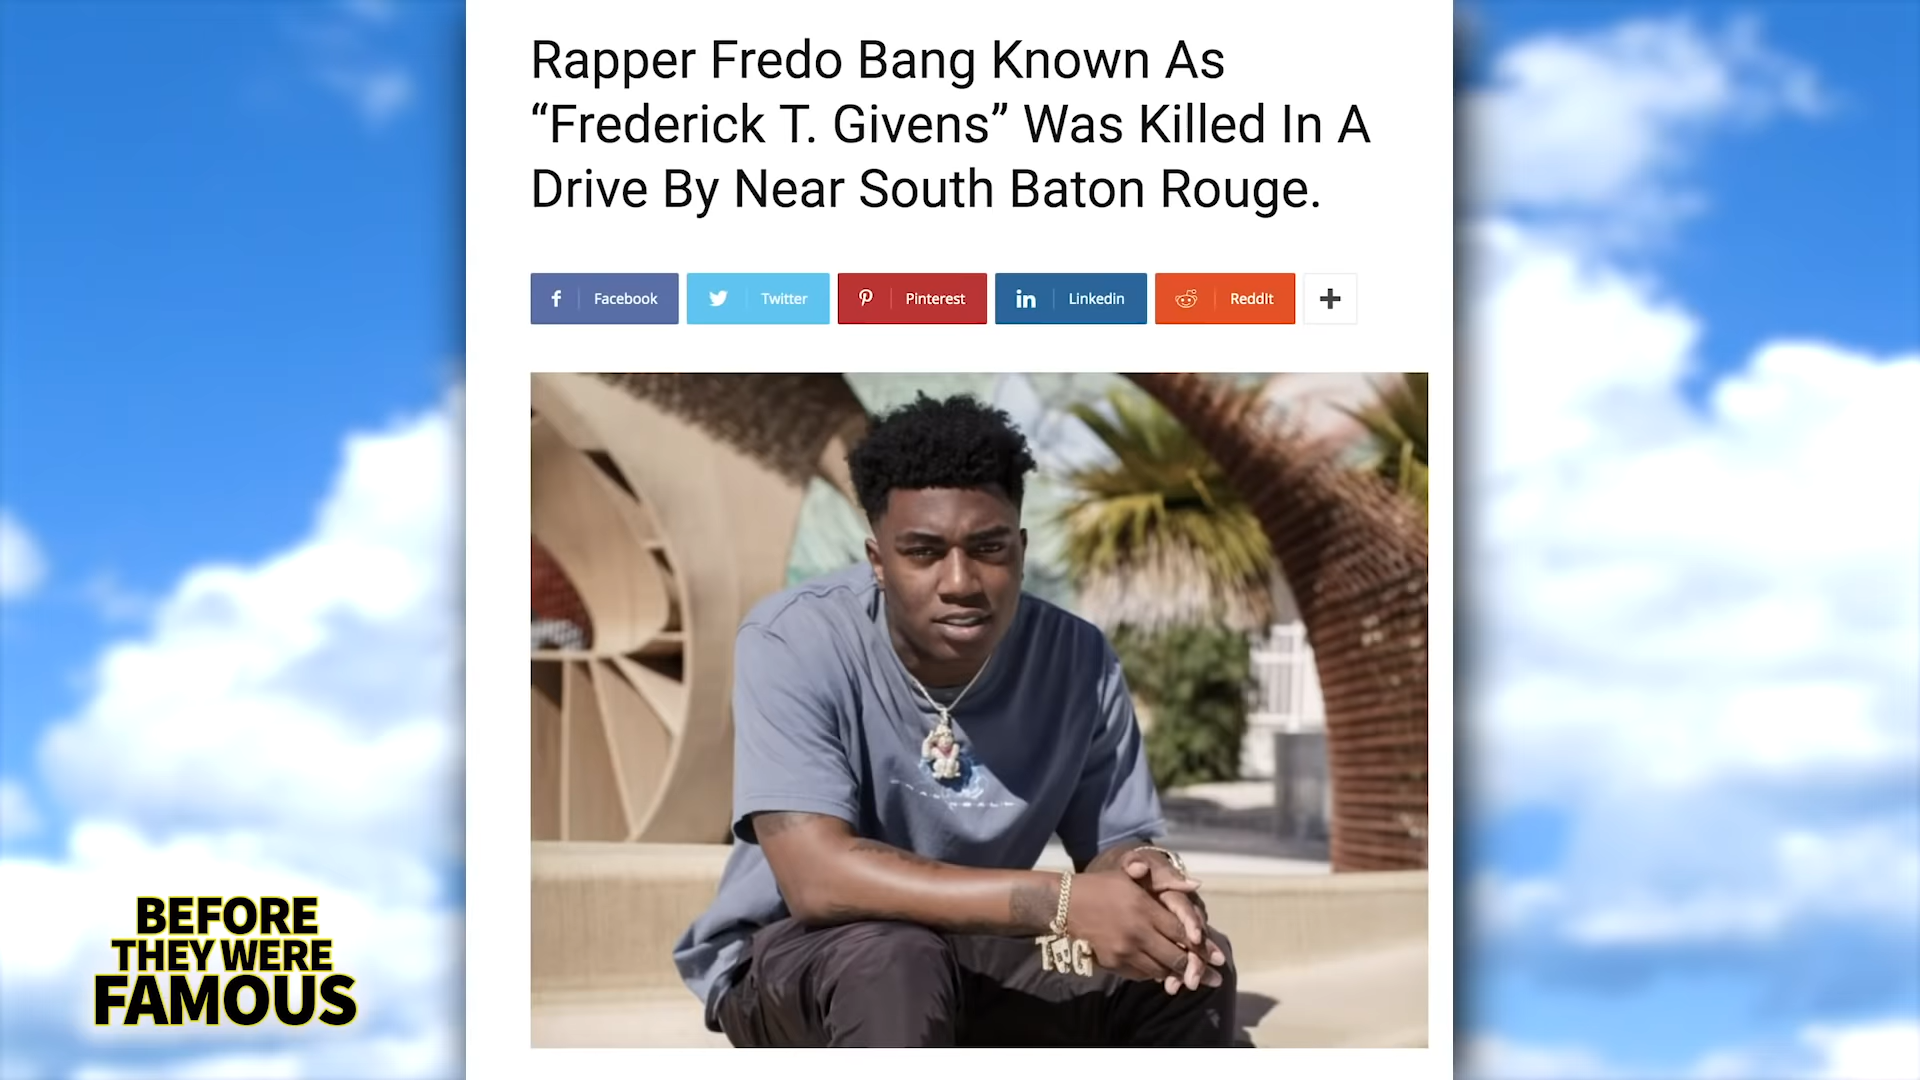 Rapper Fredo Bang Known As
“Frederick T. Givens” Was Killed In A
Drive By Near South Baton Rouge.
Facebook
Twitter
Pinterest
Linkedin
ReddIt
TBG
BEFORE
THEY WERE
FAMOUS